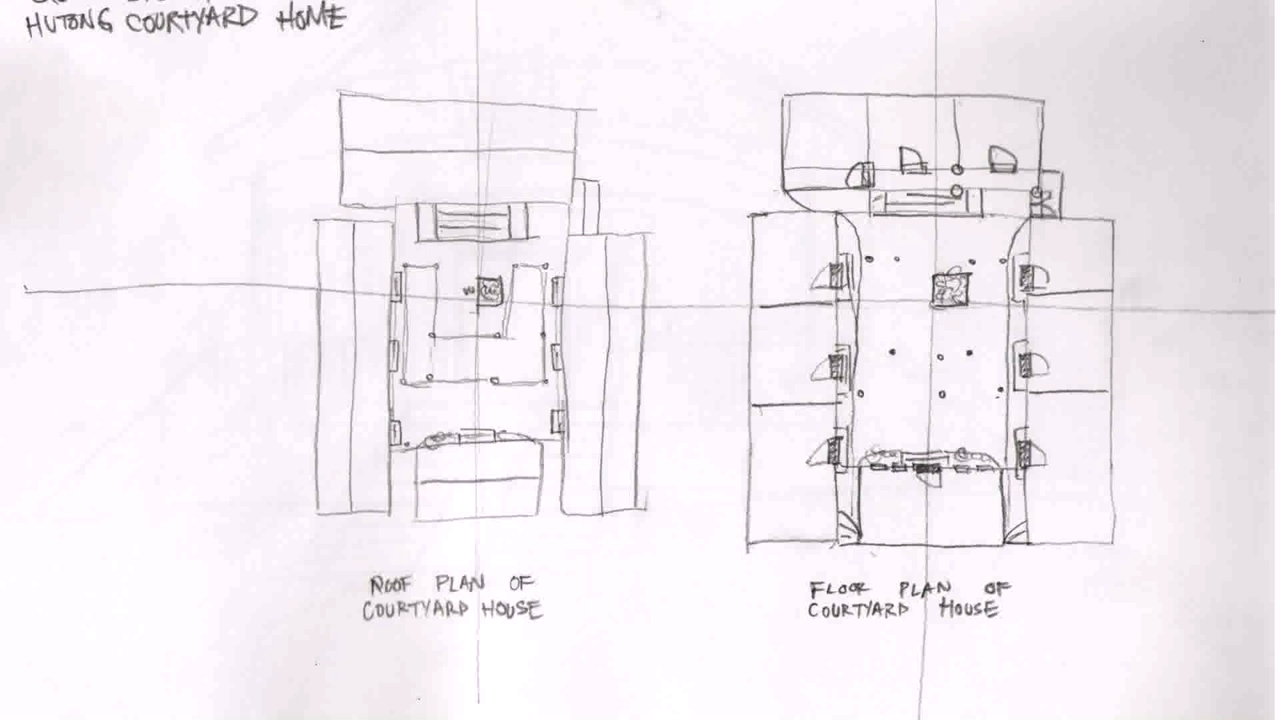 HUTONG COURTYARD HOME
ROOF PLAN OF
COURTYARD HOUSE
FLOOR PLAN OF
COURTYARD HOUSE